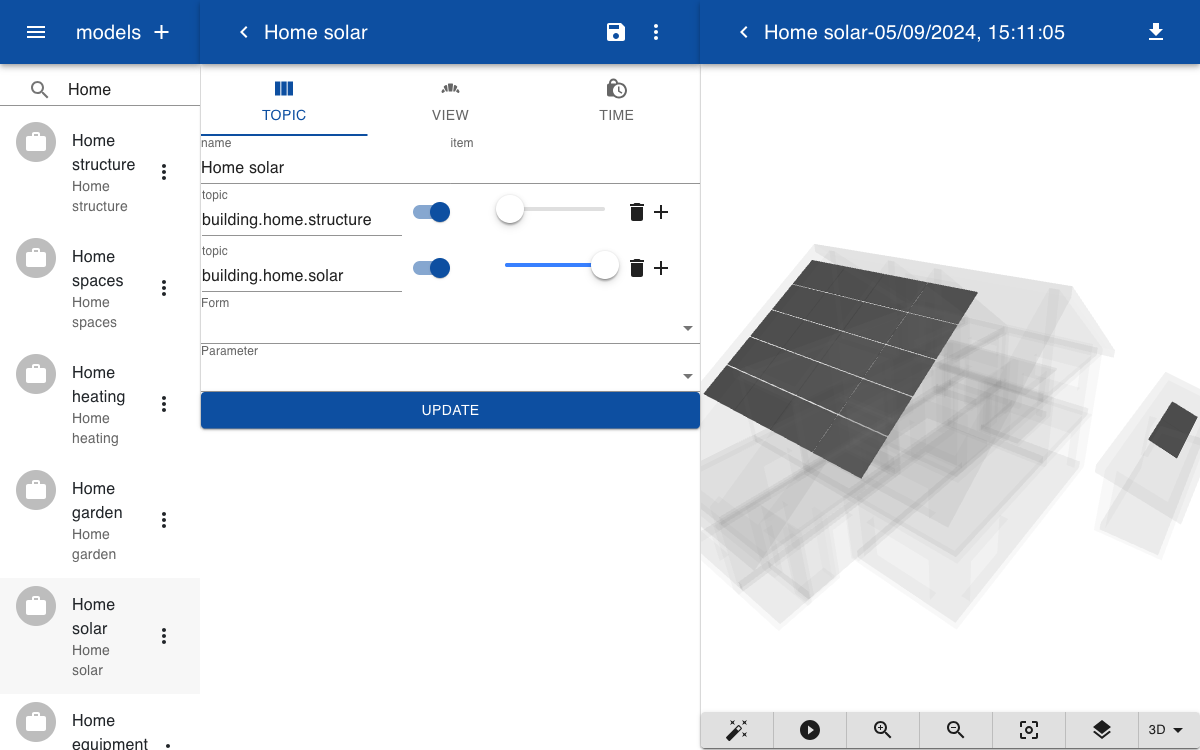 models
Home solar
Home solar-05/09/2024, 15:11:05
Home
Home
structure
Home
structure
Home
spaces
Home
spaces
Home
heating
Home
heating
Home
garden
Home
garden
Home
solar
Home
solar
Home
equipment
TOPIC
VIEW
TIME
name
item
Home solar
topic
building.home.structure
topic
building.home.solar
Form
Parameter
UPDATE
3D